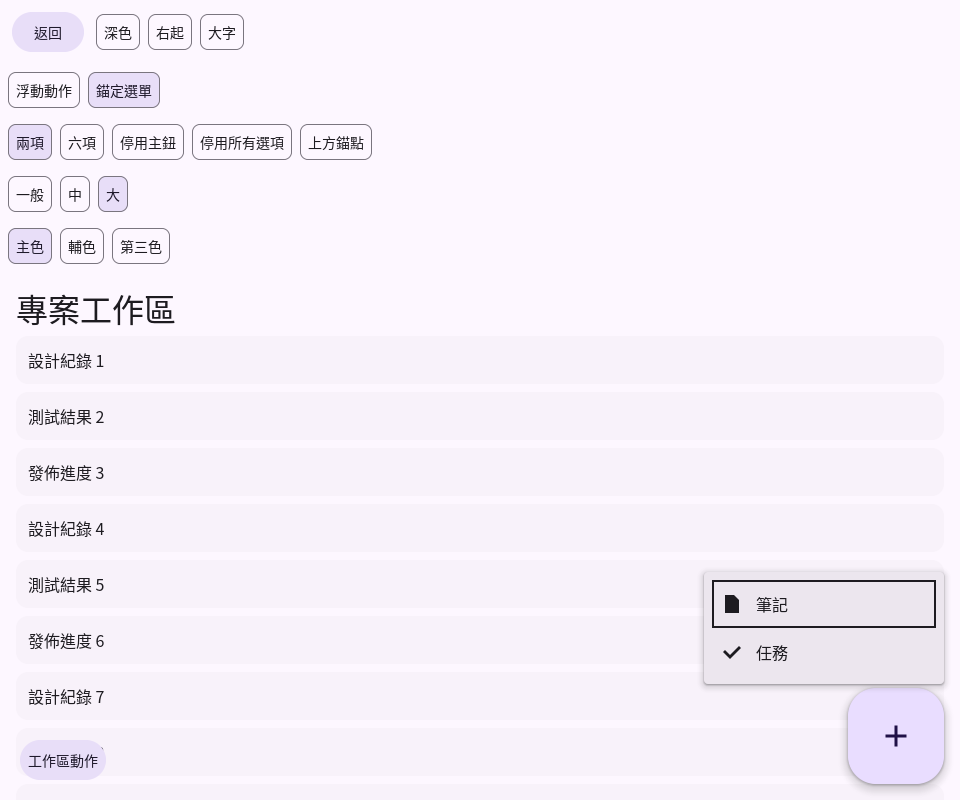 返回 深色 右起 大字
浮動動作 錨定選單
兩項 六項 停用主鈕 停用所有選項 上方錨點
一般 中 大
主色 輔色 第三色
專案工作區
設計紀錄 1
測試結果 2
發佈進度 3
設計紀錄 4
測試結果 5
筆記
發佈進度 6
任務
設計紀錄 7
工作區動作